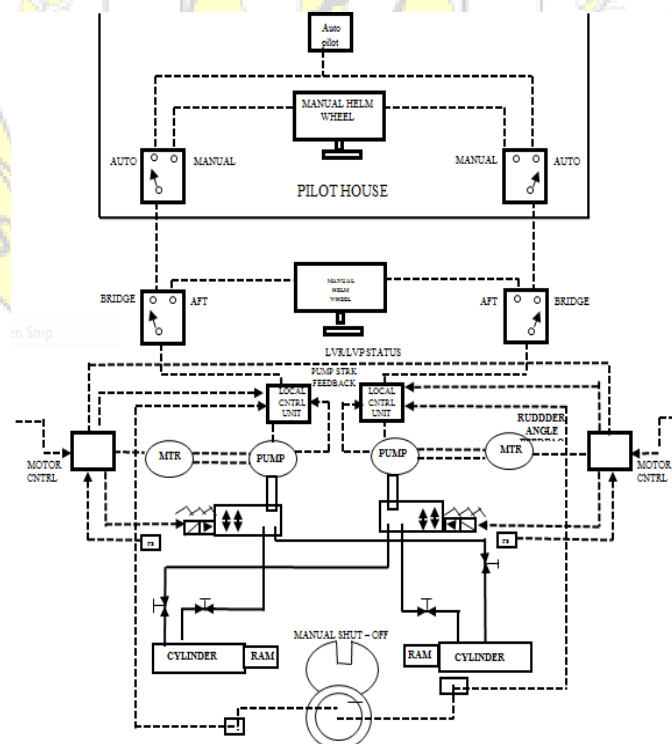 Auto
pilot
MANUAL HELM
WHEEL
AUTO
MANUAL
MANUAL
AUTO
PILOT HOUSE
MANUAL
HELM
WHEEL
BRIDGE
AFT
AFT
BRIDGE
en Snip
LVR/LVP STATUS
PUMP STRK
FEEDBACK
LOCAL
CNTRL
UNIT
LOCAL
CNTRL
UNIT
RUDDDER
ANGLE
MTR
PUMP
PUMP
MTR
MOTOR
CNTRL
MOTOR
CNTRL
MANUAL SHUT – OFF
CYLINDER
RAM
RAM
CYLINDER